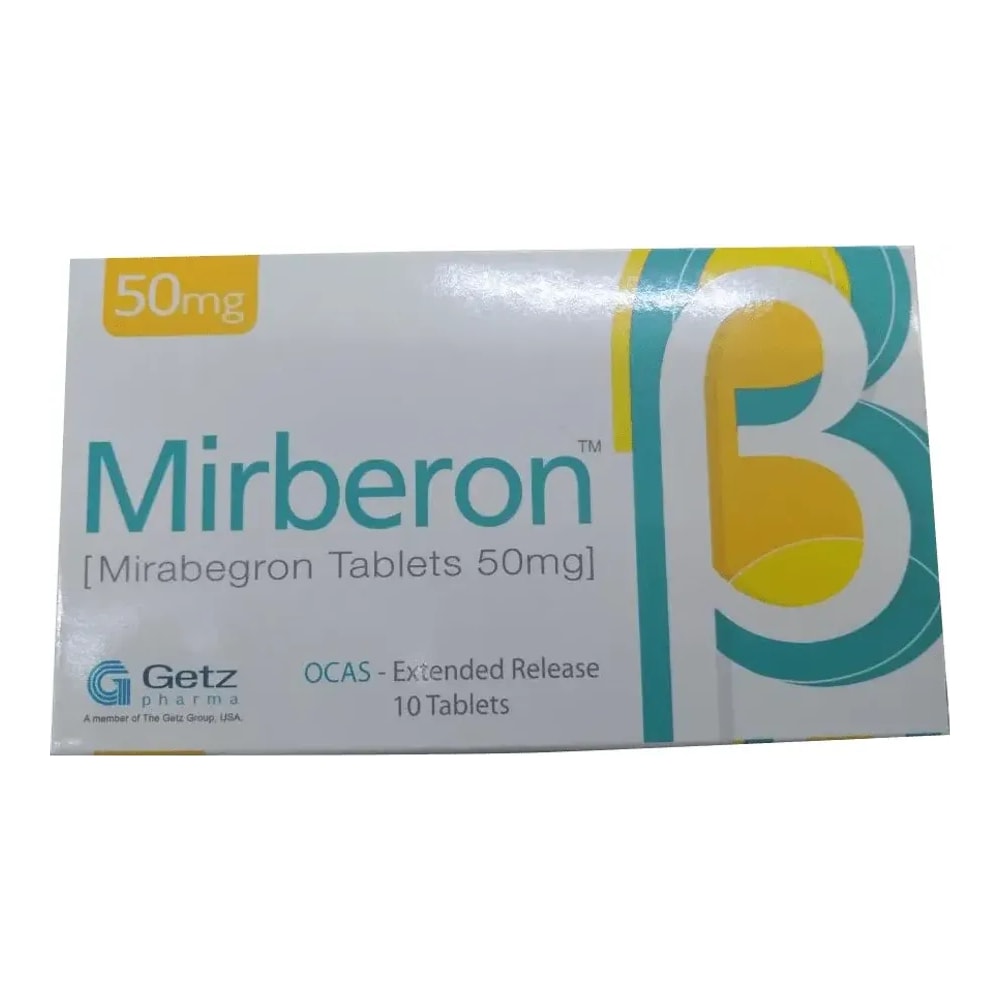 50mg
Mirberon™
[Mirabegron Tablets 50mg]
Getz
pharma
A member of The Getz Group, USA.
OCAS - Extended Release
10 Tablets
β